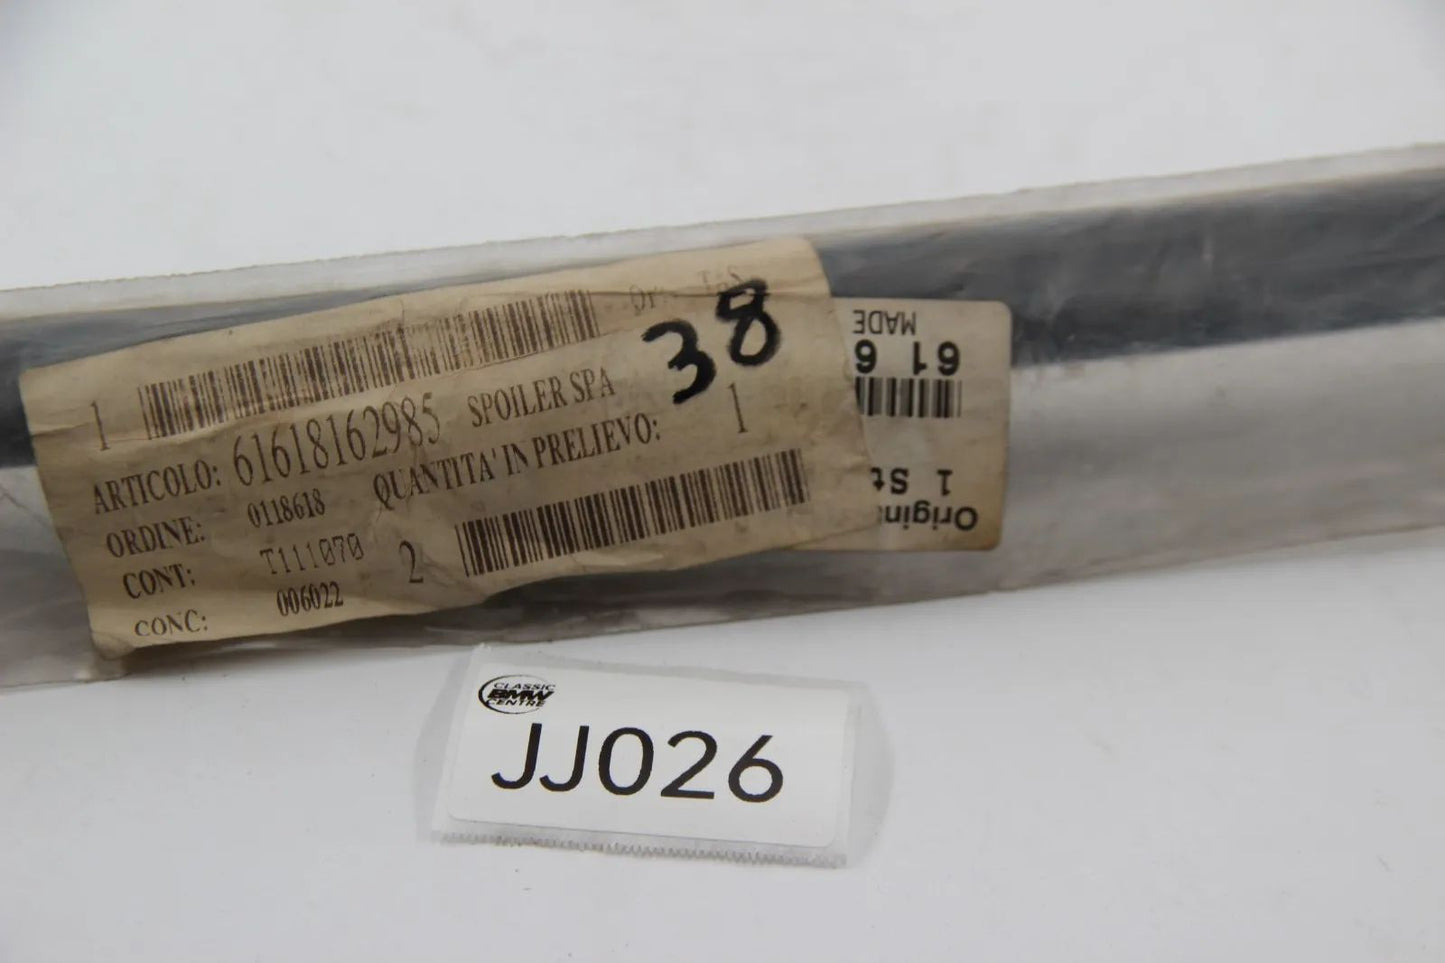 38
1
ARTICOLO: 61618162985 SPOILER SPA
ORDINE: 0118618 QUANTITA' IN PRELIEVO: 1
CONT: T111070 2
CONC: 006022
MADE
61 6
1 St
Origin
CLASSIC
BMW
CENTRE
JJ026